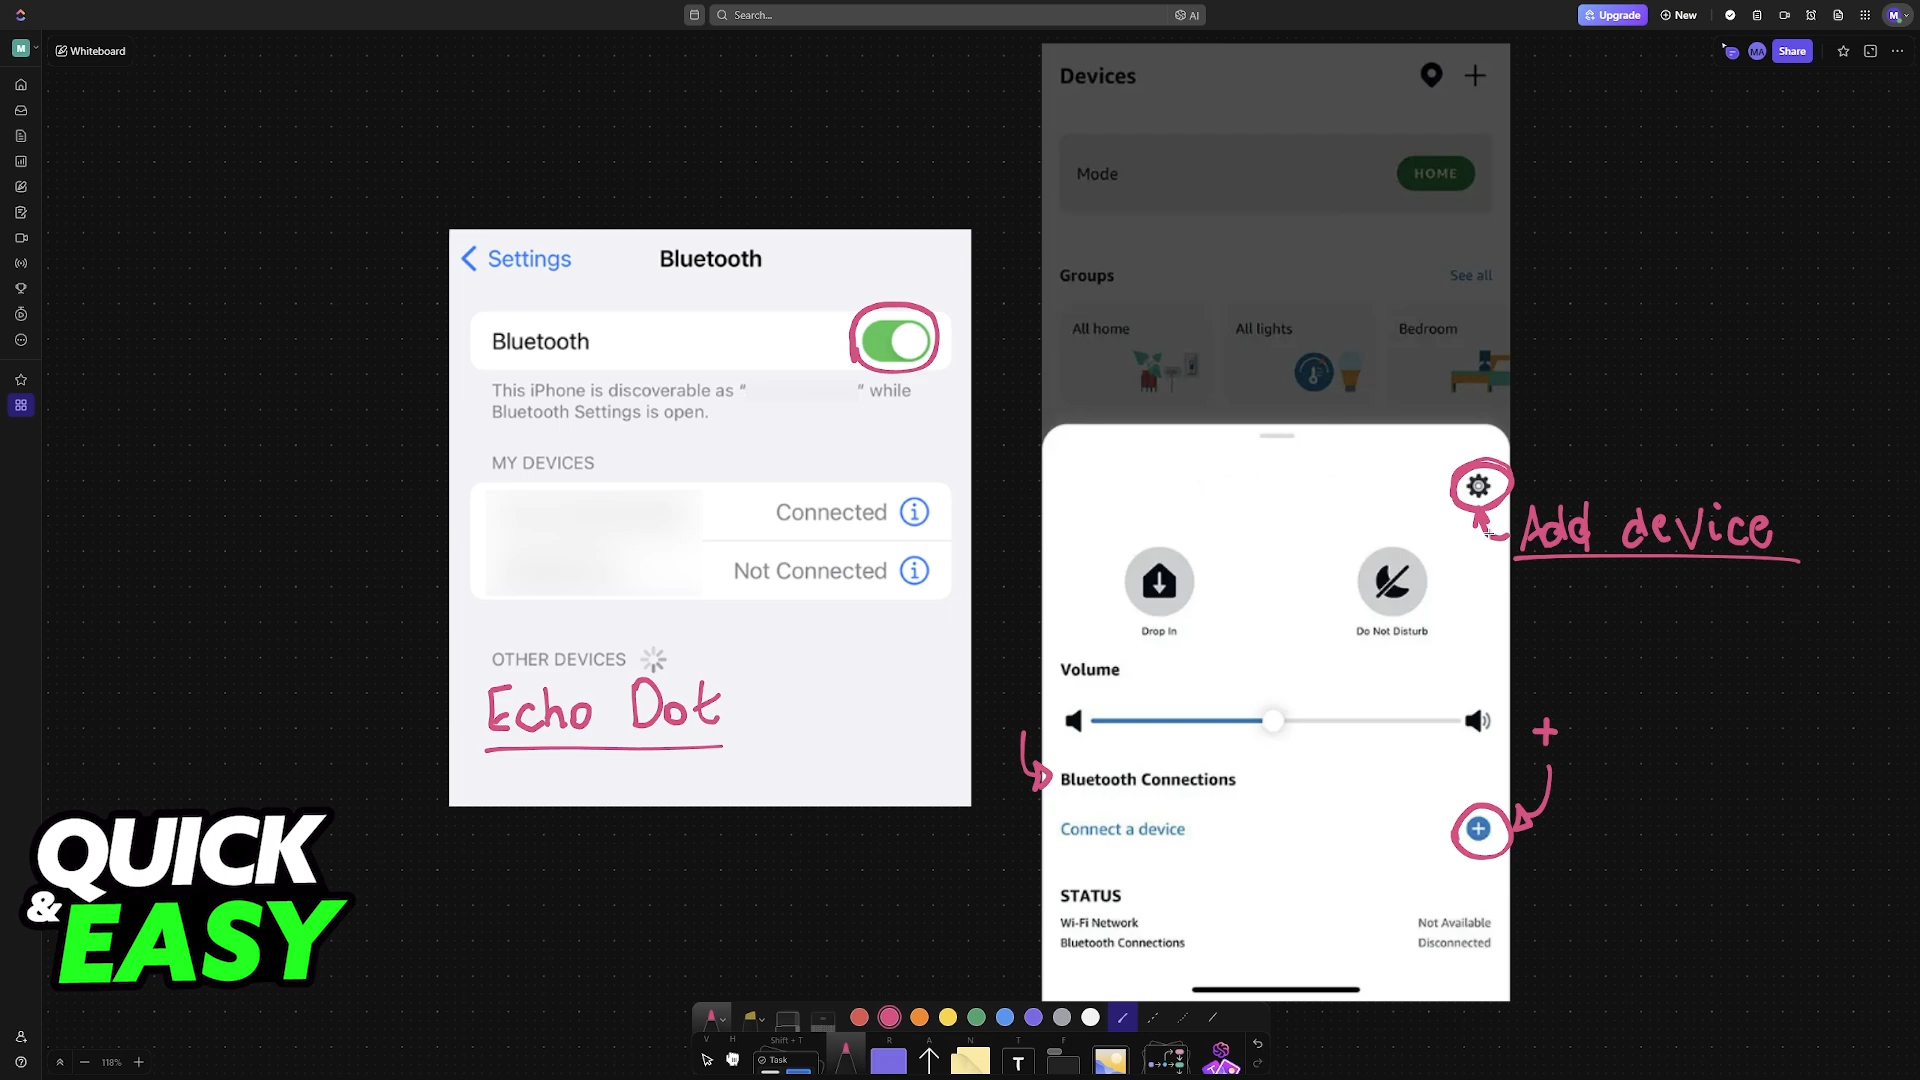 Search...
AI
Upgrade
New
M
M
Whiteboard
MA
Share
Devices
Mode
HOME
Groups
See all
All home
All lights
Bedroom
Settings
Bluetooth
Bluetooth
This iPhone is discoverable as “ ” while
Bluetooth Settings is open.
MY DEVICES
Connected
Not Connected
OTHER DEVICES
Echo Dot
Add device
Drop In
Do Not Disturb
Volume
+
Bluetooth Connections
Connect a device
STATUS
Wi-Fi Network
Not Available
Bluetooth Connections
Disconnected
QUICK
&EASY
V
H
Shift + T
R
A
N
T
F
Task
T
118%